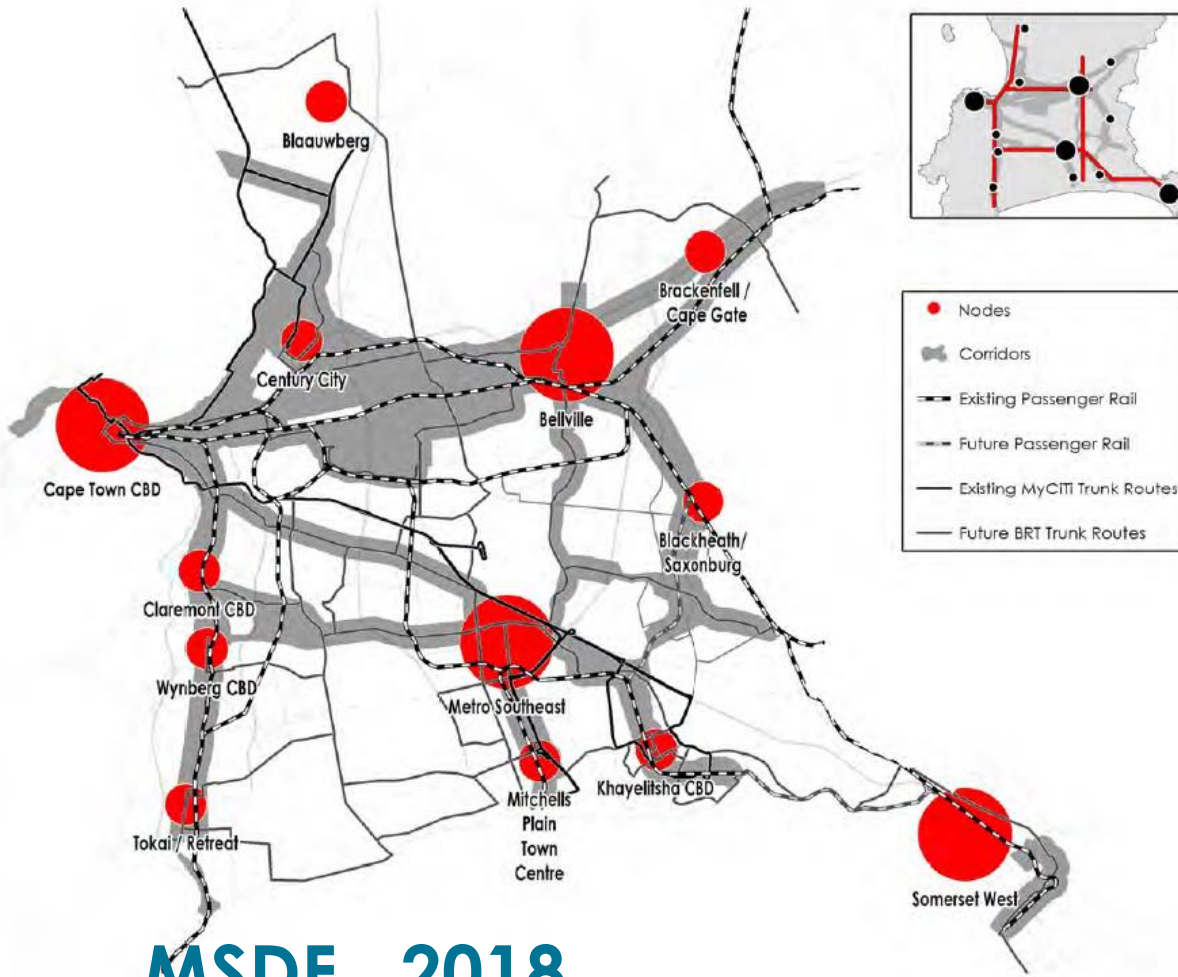 Blaauwberg
Brackenfell /
Cape Gate
Century City
Bellville
Cape Town CBD
Blackheath/
Saxonburg
Claremont CBD
Wynberg CBD
Metro Southeast
Khayelitsha CBD
Mitchells
Plain
Town
Centre
Tokai / Retreat
Somerset West
Nodes
Corridors
Existing Passenger Rail
Future Passenger Rail
Existing MyCiTi Trunk Routes
Future BRT Trunk Routes
MSDF 2018